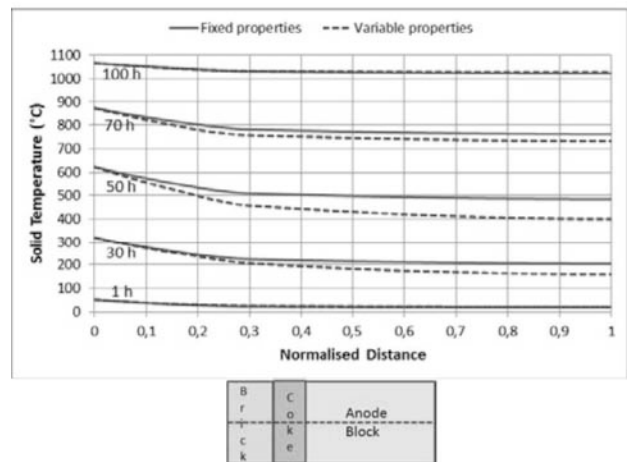 Fixed properties
Variable properties
Solid Temperature (°C)
1100
1000
900
800
700
600
500
400
300
200
100
0
100 h
70 h
50 h
30 h
1 h
0
0,1
0,2
0,3
0,4
0,5
0,6
0,7
0,8
0,9
1
Normalised Distance
Brick
Coke
Anode
Block